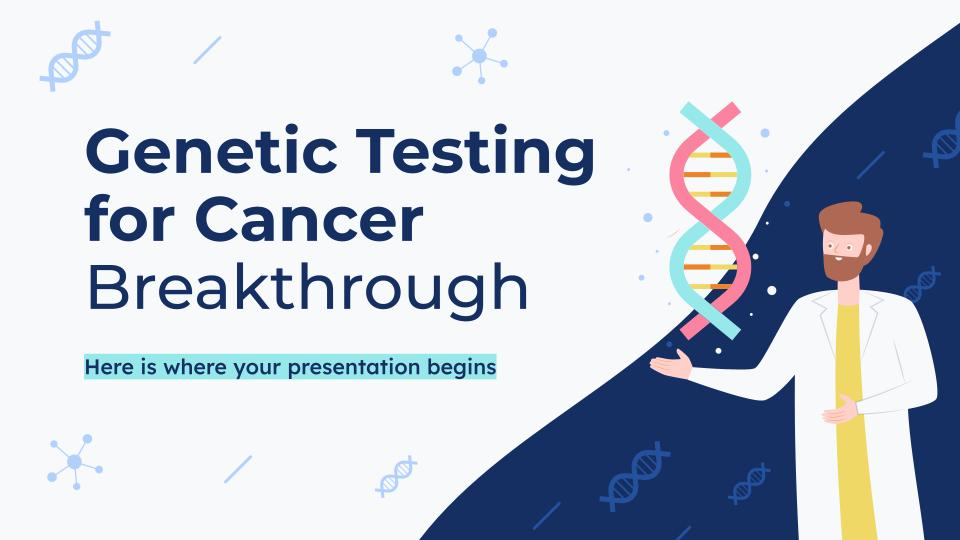 Genetic Testing
for Cancer
Breakthrough
Here is where your presentation begins